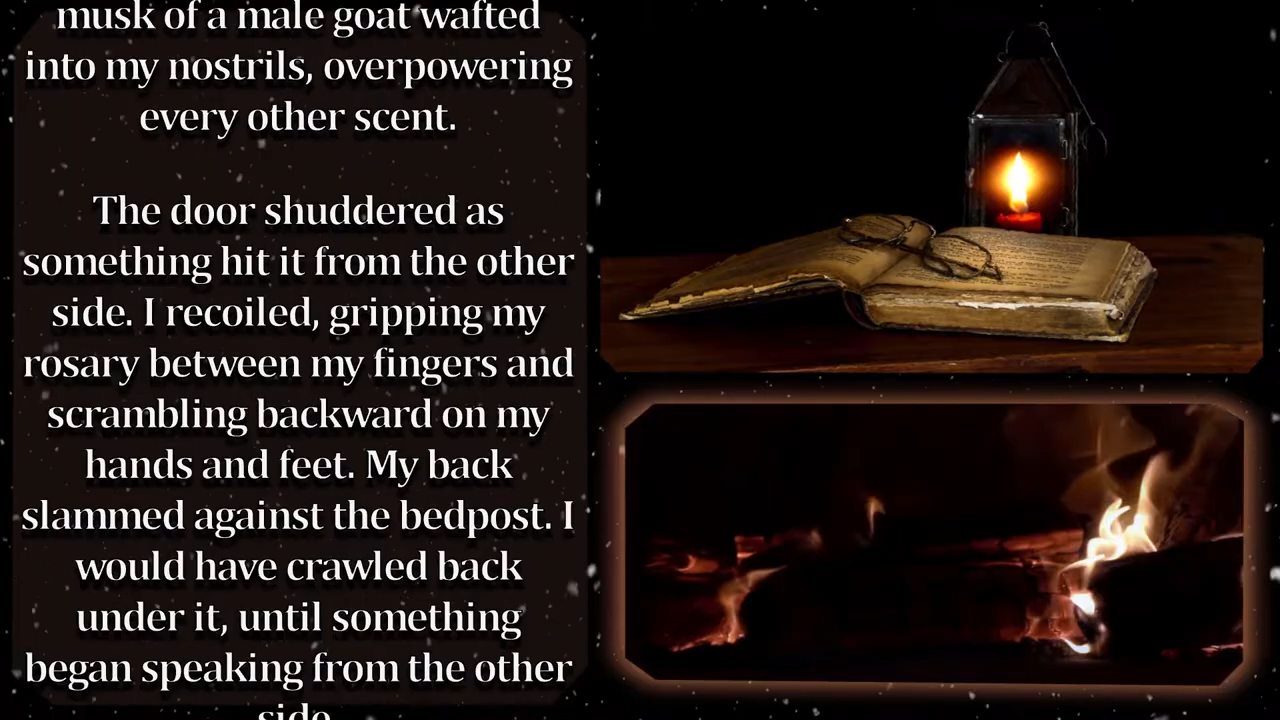 musk of a male goat wafted
into my nostrils, overpowering
every other scent.
The door shuddered as
something hit it from the other
side. I recoiled, gripping my
rosary between my fingers and
scrambling backward on my
hands and feet. My back
slammed against the bedpost. I
would have crawled back
under it, until something
began speaking from the other
side.